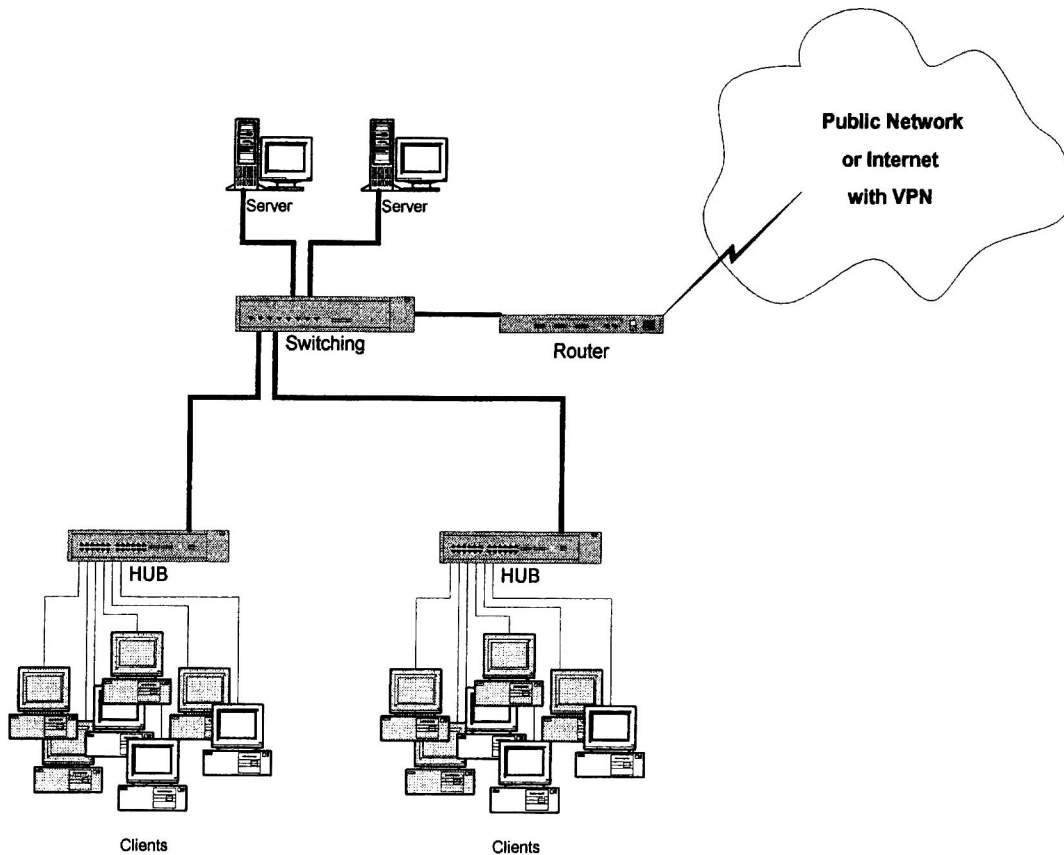 Public Network
or Internet
with VPN
Server
Server
Switching
Router
HUB
HUB
Clients
Clients